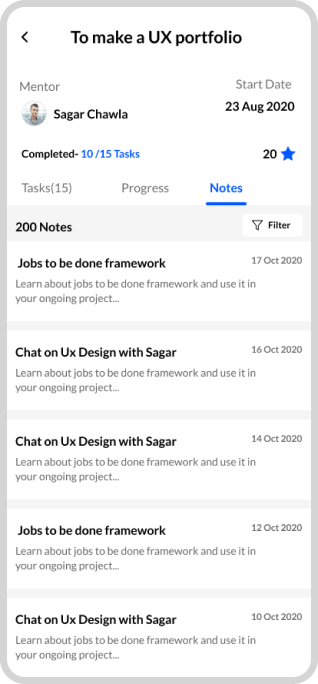 To make a UX portfolio
Mentor
Start Date
Sagar Chawla
23 Aug 2020
Completed- 10 /15 Tasks
20
Tasks(15)
Progress
Notes
200 Notes
Filter
Jobs to be done framework
17 Oct 2020
Learn about jobs to be done framework and use it in
your ongoing project...
Chat on Ux Design with Sagar
16 Oct 2020
Learn about jobs to be done framework and use it in
your ongoing project...
Chat on Ux Design with Sagar
14 Oct 2020
Learn about jobs to be done framework and use it in
your ongoing project...
Jobs to be done framework
12 Oct 2020
Learn about jobs to be done framework and use it in
your ongoing project...
Chat on Ux Design with Sagar
10 Oct 2020
Learn about jobs to be done framework and use it in
your ongoing project...